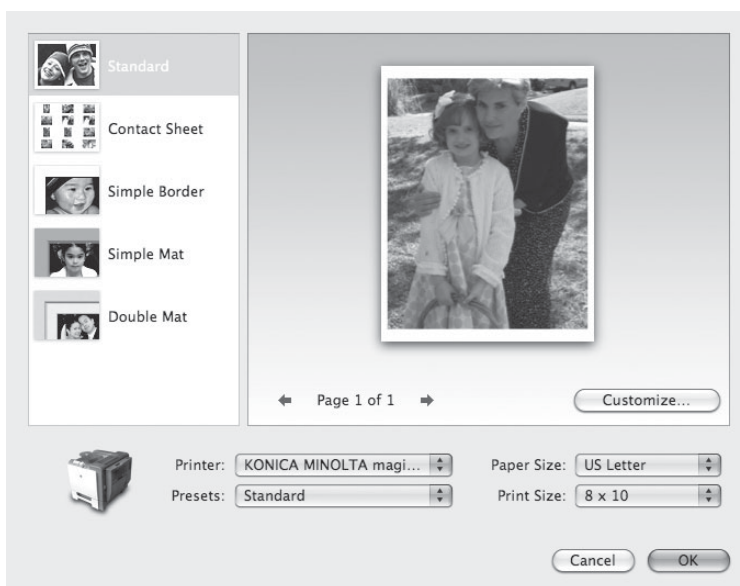 Standard
Contact Sheet
Simple Border
Simple Mat
Double Mat
Page 1 of 1
Customize...
Printer: KONICA MINOLTA magi...
Paper Size: US Letter
Presets: Standard
Print Size: 8 x 10
Cancel
OK